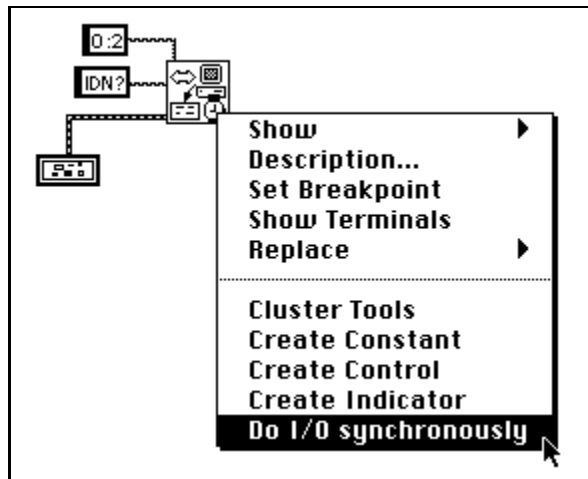 0:2
IDN?
Show
Description...
Set Breakpoint
Show Terminals
Replace
Cluster Tools
Create Constant
Create Control
Create Indicator
Do I/O synchronously